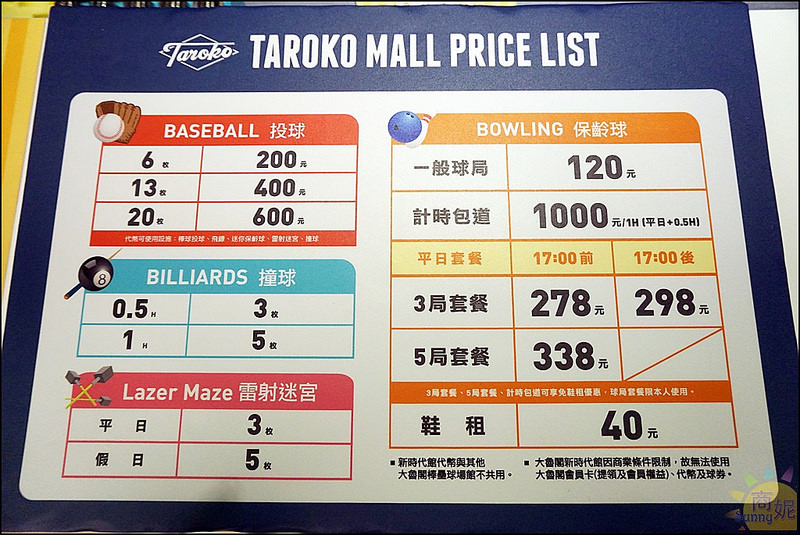 Taroko TAROKO MALL PRICE LIST
BASEBALL 投球
6枚 200元
13枚 400元
20枚 600元
代幣可使用設施：棒球投球、飛鏢、迷你保齡球、雷射迷宮、撞球
8
BILLIARDS 撞球
0.5H 3枚
1H 5枚
Lazer Maze 雷射迷宮
平 日 3枚
假 日 5枚
BOWLING 保齡球
一般球局 120元
計時包道 1000元/1H (平日+0.5H)
平日套餐 17:00前 17:00後
3局套餐 278元 298元
5局套餐 338元
3局套餐、5局套餐、計時包道可享免鞋租優惠，球局套餐限本人使用。
鞋 租 40元
▪ 新時代館代幣與其他
大魯閣棒壘球場館不共用。
▪ 大魯閣新時代館因商業條件限制，故無法使用
大魯閣會員卡(提領及會員權益)、代幣及球券。
商妮
Sunny